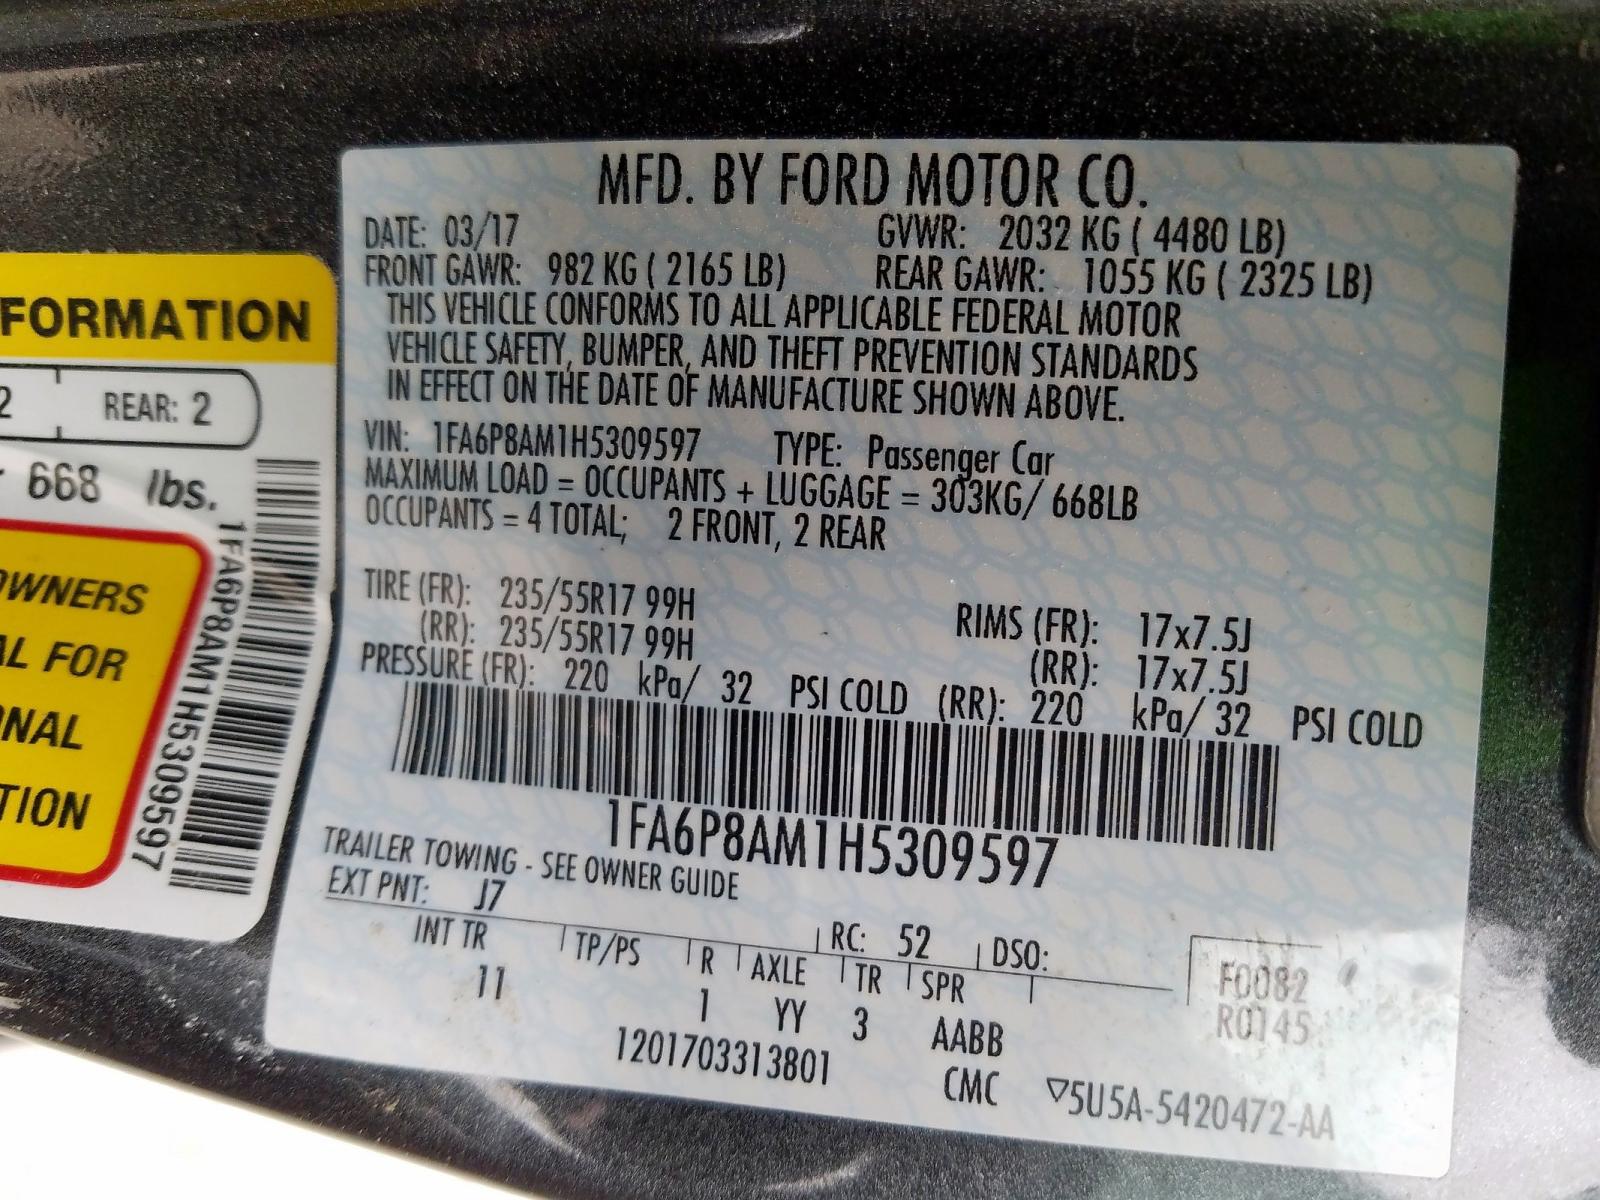 MFD. BY FORD MOTOR CO.
DATE: 03/17 GVWR: 2032 KG ( 4480 LB)
FRONT GAWR: 982 KG ( 2165 LB) REAR GAWR: 1055 KG ( 2325 LB)
THIS VEHICLE CONFORMS TO ALL APPLICABLE FEDERAL MOTOR
VEHICLE SAFETY, BUMPER, AND THEFT PREVENTION STANDARDS
IN EFFECT ON THE DATE OF MANUFACTURE SHOWN ABOVE.
VIN: 1FA6P8AM1H5309597 TYPE: Passenger Car
MAXIMUM LOAD = OCCUPANTS + LUGGAGE = 303KG/ 668LB
OCCUPANTS = 4 TOTAL; 2 FRONT, 2 REAR
TIRE (FR): 235/55R17 99H RIMS (FR): 17x7.5J
(RR): 235/55R17 99H (RR): 17x7.5J
PRESSURE (FR): 220 kPa/ 32 PSI COLD (RR): 220 kPa/ 32 PSI COLD
1FA6P8AM1H5309597
TRAILER TOWING - SEE OWNER GUIDE
EXT PNT: J7 RC: 52 DSO:
INT TR TP/PS R AXLE TR SPR
11 1 YY 3 AABB
F0082
R0145
1201703313801 CMC ▽5U5A-5420472-AA
FORMATION
2 REAR: 2
668 lbs.
OWNERS
AL FOR
ONAL
TION
1FA6P8AM1H5309597